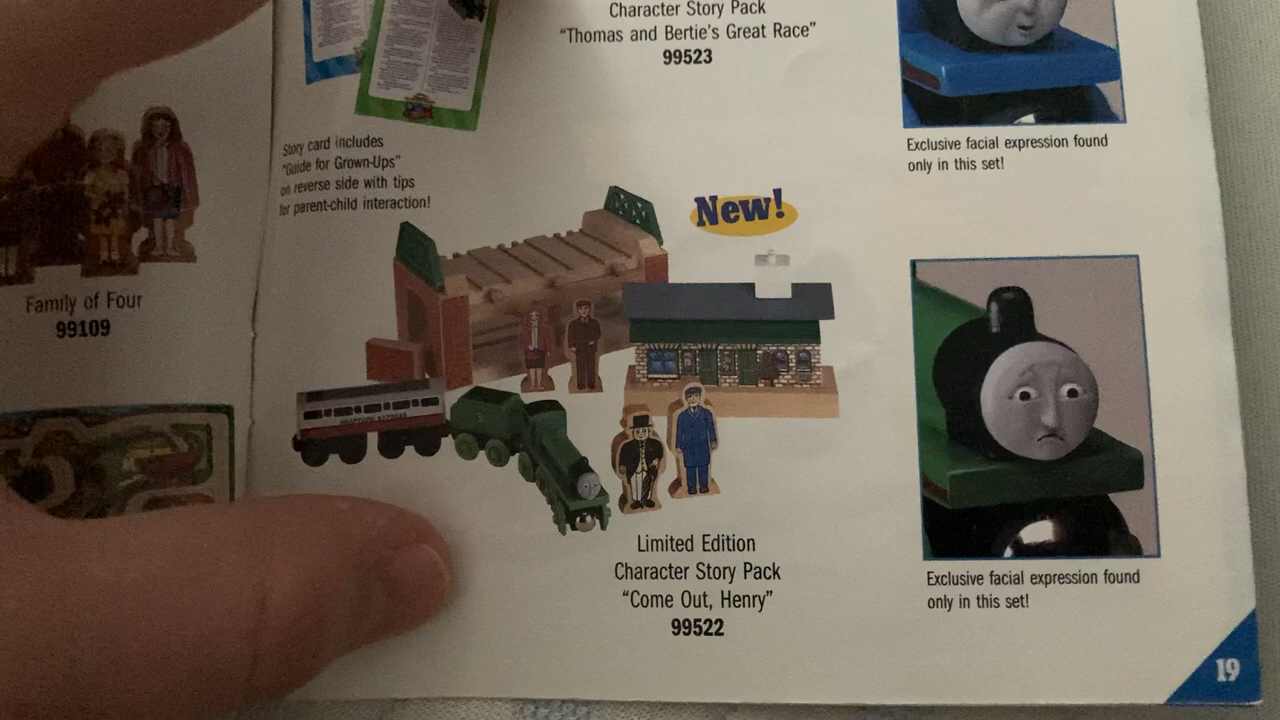 Character Story Pack
“Thomas and Bertie's Great Race”
99523
Story card includes
“Guide for Grown-Ups”
on reverse side with tips
for parent-child interaction!
Exclusive facial expression found
only in this set!
New!
Family of Four
99109
Limited Edition
Character Story Pack
“Come Out, Henry”
99522
Exclusive facial expression found
only in this set!
19